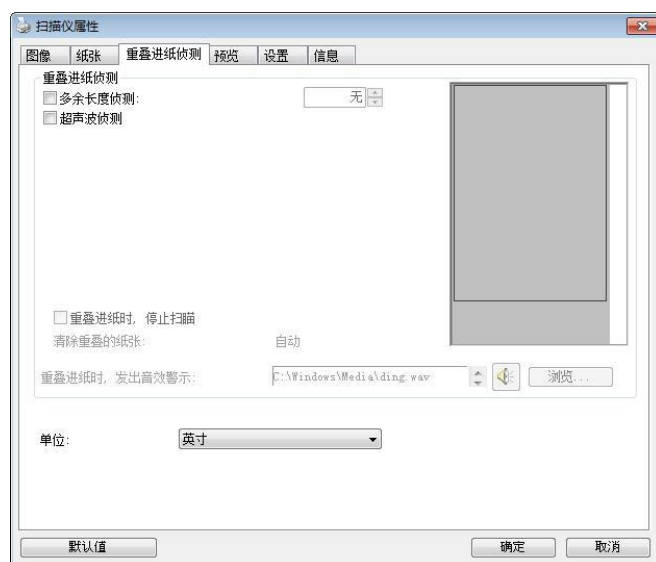 扫描仪属性
图像 纸张 重叠进纸侦测 预览 设置 信息
重叠进纸侦测
多余长度侦测: 无
超声波侦测
重叠进纸时, 停止扫瞄
清除重叠的纸张: 自动
重叠进纸时, 发出音效警示: C:\Windows\Media\ding.wav 浏览...
单位: 英寸
默认值 确定 取消